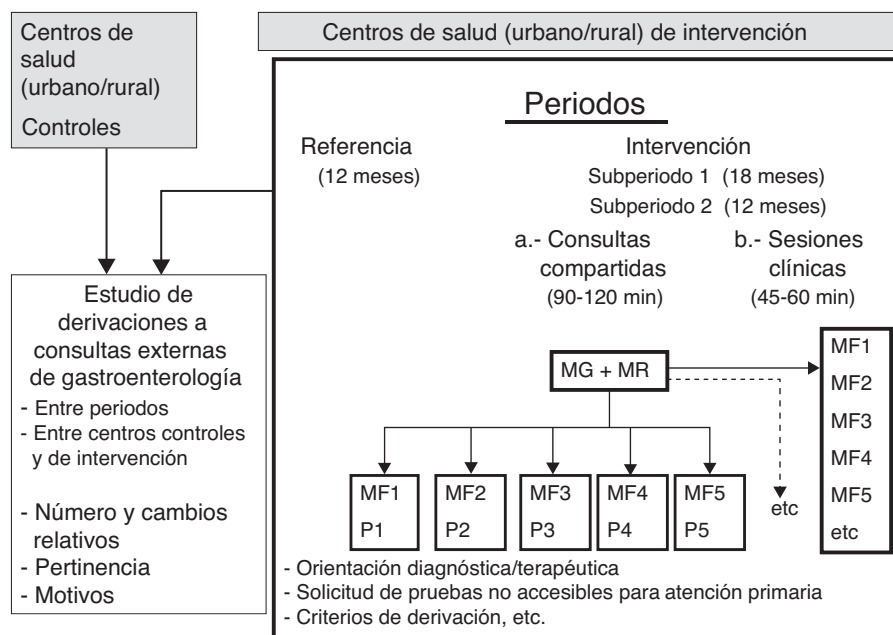 Centros de
salud
(urbano/rural)
Controles
Centros de salud (urbano/rural) de intervención
Periodos
Referencia
(12 meses)
Intervención
Subperiodo 1 (18 meses)
Subperiodo 2 (12 meses)
a.- Consultas
compartidas
(90-120 min)
b.- Sesiones
clínicas
(45-60 min)
Estudio de
derivaciones a
consultas externas
de gastroenterología
- Entre periodos
- Entre centros controles
y de intervención
- Número y cambios
relativos
- Pertinencia
- Motivos
MG + MR
MF1
MF2
MF3
MF4
MF5
etc
etc
MF1
P1
MF2
P2
MF3
P3
MF4
P4
MF5
P5
- Orientación diagnóstica/terapéutica
- Solicitud de pruebas no accesibles para atención primaria
- Criterios de derivación, etc.